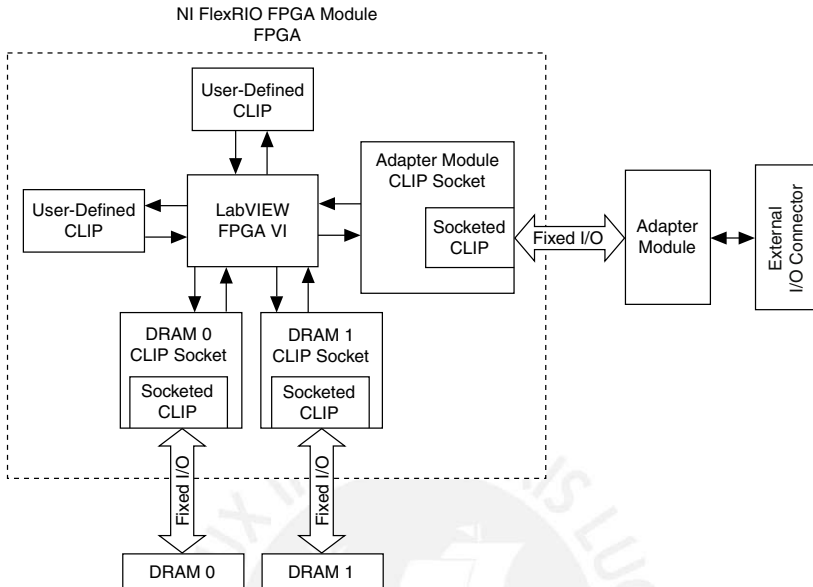 NI FlexRIO FPGA Module
FPGA
User-Defined
CLIP
User-Defined
CLIP
LabVIEW
FPGA VI
Adapter Module
CLIP Socket
Socketed
CLIP
Fixed I/O
Adapter
Module
External
I/O Connector
DRAM 0
CLIP Socket
Socketed
CLIP
DRAM 1
CLIP Socket
Socketed
CLIP
Fixed I/O
Fixed I/O
DRAM 0
DRAM 1